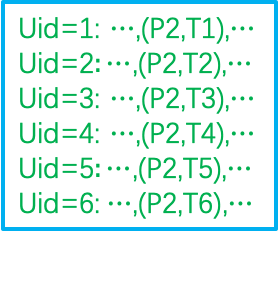 Uid=1: ···,(P2,T1),···
Uid=2: ···,(P2,T2),···
Uid=3: ···,(P2,T3),···
Uid=4: ···,(P2,T4),···
Uid=5: ···,(P2,T5),···
Uid=6: ···,(P2,T6),···